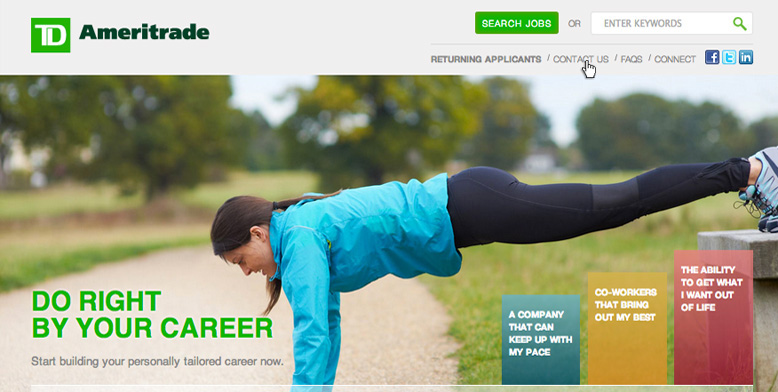 TD Ameritrade
SEARCH JOBS OR ENTER KEYWORDS
RETURNING APPLICANTS / CONTACT US / FAQS / CONNECT f t in
DO RIGHT
BY YOUR CAREER
Start building your personally tailored career now.
A COMPANY
THAT CAN
KEEP UP WITH
MY PACE
CO-WORKERS
THAT BRING
OUT MY BEST
THE ABILITY
TO GET WHAT
I WANT OUT
OF LIFE